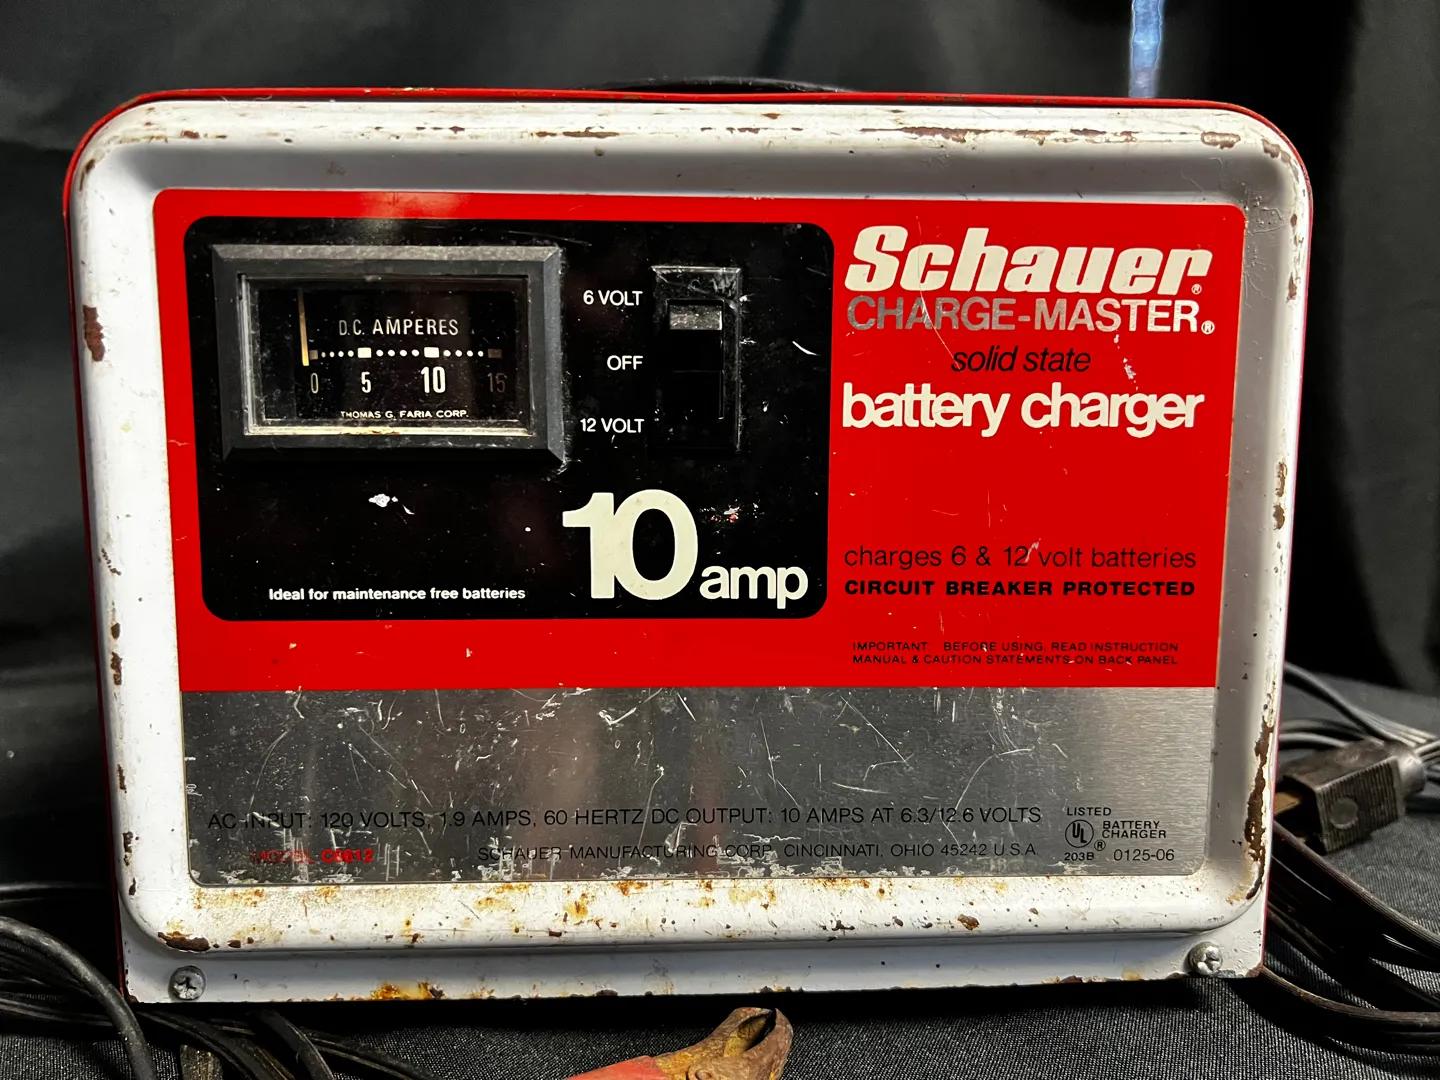 D.C. AMPERES
0 5 10 15
THOMAS G. FARIA CORP.
6 VOLT
OFF
12 VOLT
10 amp
Ideal for maintenance free batteries
Schauer®
CHARGE-MASTER®
solid state
battery charger
charges 6 & 12 volt batteries
CIRCUIT BREAKER PROTECTED
IMPORTANT: BEFORE USING, READ INSTRUCTION
MANUAL & CAUTION STATEMENTS ON BACK PANEL
AC INPUT: 120 VOLTS, 1.9 AMPS, 60 HERTZ DC OUTPUT: 10 AMPS AT 6.3/12.6 VOLTS
MODEL
SCHAUER MANUFACTURING CORP. CINCINNATI, OHIO 45242 U.S.A.
LISTED
UL®
BATTERY
CHARGER
203B 0125-06